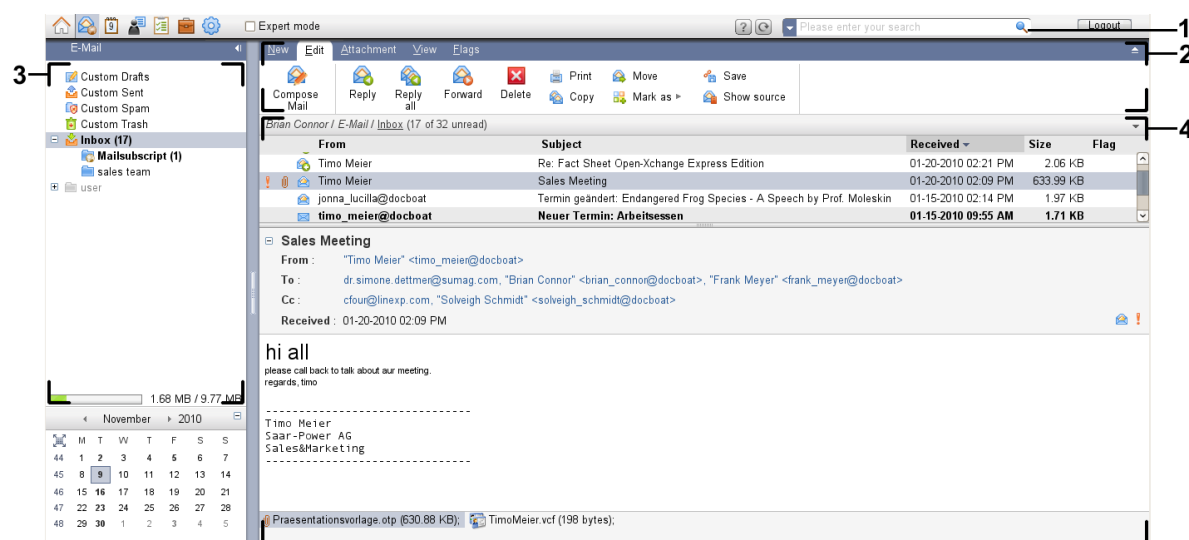 9 Expert mode ? Please enter your search Logout 1
E-Mail New Edit Attachment View Flags 2
3
Custom Drafts
Custom Sent
Custom Spam
Custom Trash
Inbox (17)
Mailsubscript (1)
sales team
user
1.68 MB / 9.77 MB
Compose Mail Reply Reply all Forward Delete Print Move Save
Copy Mark as Show source
Brian Connor / E-Mail / Inbox (17 of 32 unread) 4
From Subject Received Size Flag
Timo Meier Re: Fact Sheet Open-Xchange Express Edition 01-20-2010 02:21 PM 2.06 KB
! Timo Meier Sales Meeting 01-20-2010 02:09 PM 633.99 KB
jonna_lucilla@docboat Termin geändert: Endangered Frog Species - A Speech by Prof. Moleskin 01-15-2010 02:14 PM 1.97 KB
timo_meier@docboat Neuer Termin: Arbeitsessen 01-15-2010 09:55 AM 1.71 KB
Sales Meeting
From : "Timo Meier" <timo_meier@docboat>
To : dr.simone.dettmer@sumag.com, "Brian Connor" <brian_connor@docboat>, "Frank Meyer" <frank_meyer@docboat>
Cc : cfour@linexp.com, "Solveigh Schmidt" <solveigh_schmidt@docboat>
Received : 01-20-2010 02:09 PM !
hi all
please call back to talk about aur meeting.
regards, timo
------------------------------
Timo Meier
Saar-Power AG
Sales&Marketing
------------------------------
Praesentationsvorlage.otp (630.88 KB); TimoMeier.vcf (198 bytes);
November 2010
M T W T F S S
44 1 2 3 4 5 6 7
45 8 9 10 11 12 13 14
46 15 16 17 18 19 20 21
47 22 23 24 25 26 27 28
48 29 30 1 2 3 4 5